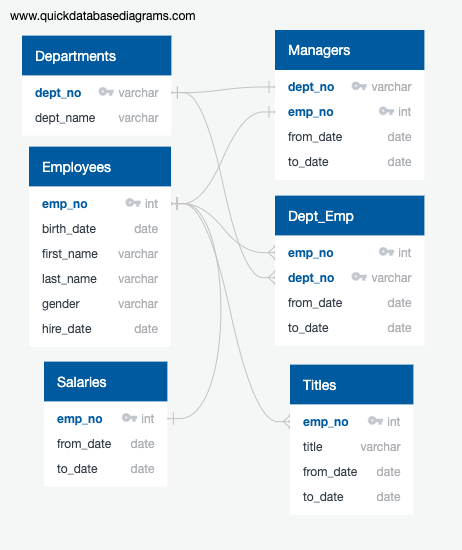 www.quickdatabasediagrams.com
Departments
dept_no varchar
dept_name varchar
Employees
emp_no int
birth_date date
first_name varchar
last_name varchar
gender varchar
hire_date date
Salaries
emp_no int
from_date date
to_date date
Managers
dept_no varchar
emp_no int
from_date date
to_date date
Dept_Emp
emp_no int
dept_no varchar
from_date date
to_date date
Titles
emp_no int
title varchar
from_date date
to_date date